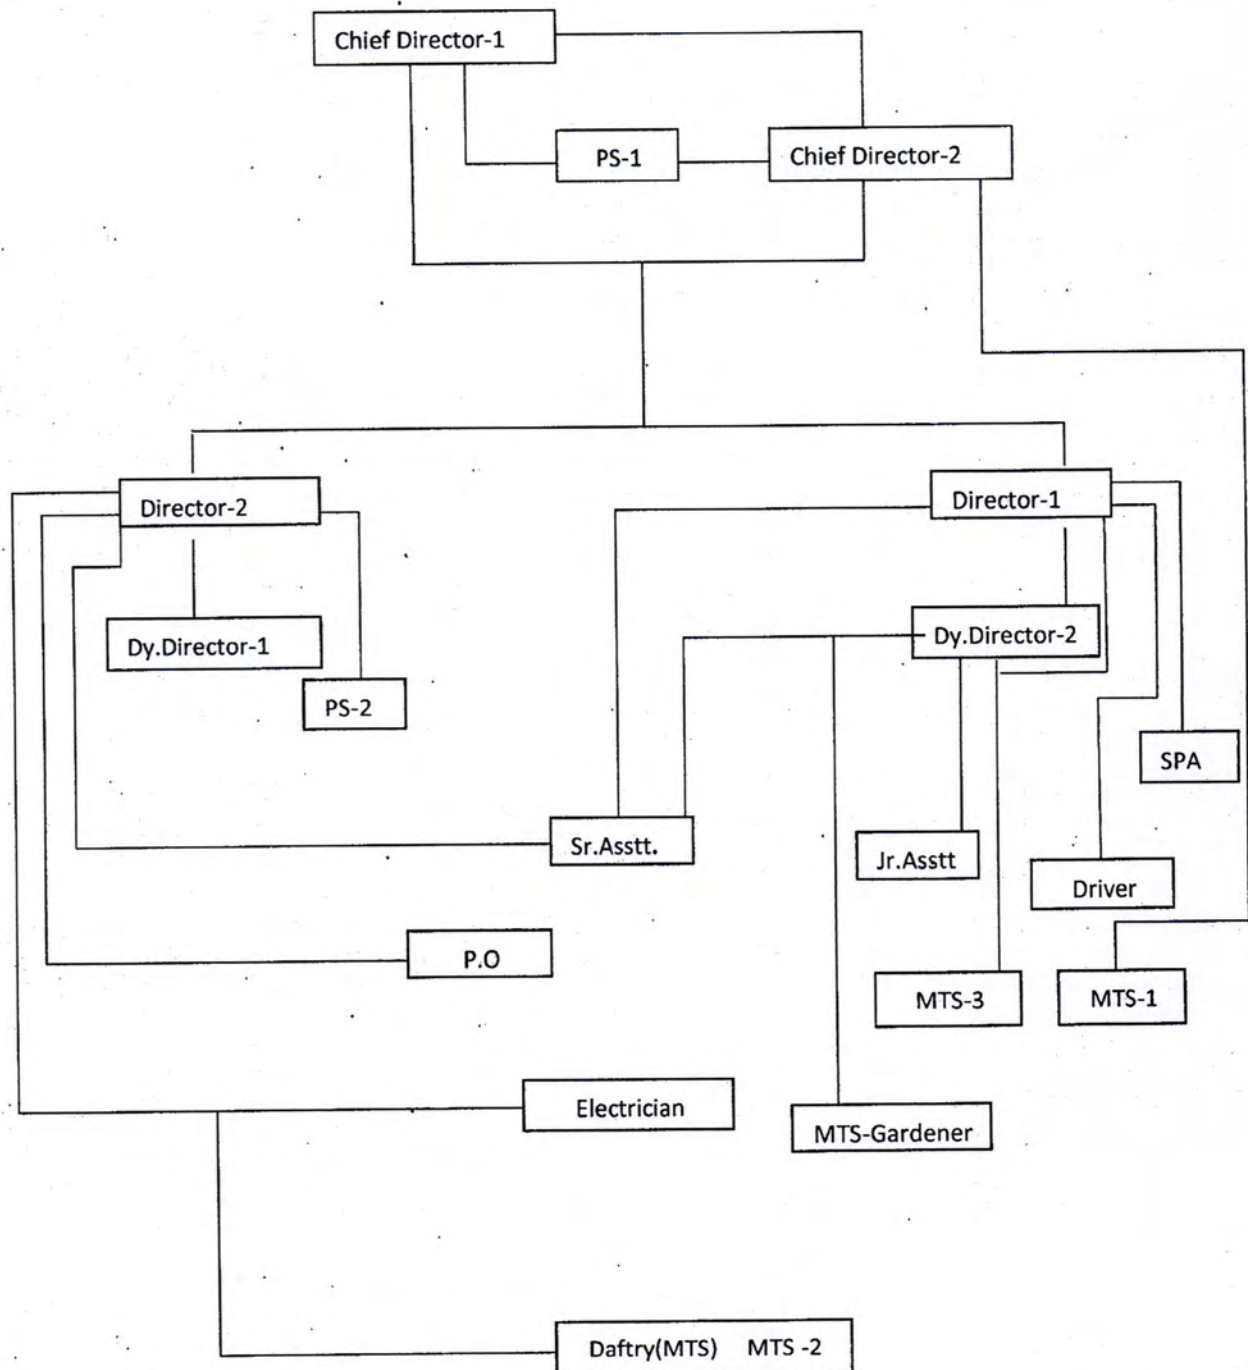 Chief Director-1
PS-1
Chief Director-2
Director-2
Director-1
Dy.Director-1
Dy.Director-2
PS-2
SPA
Sr.Asstt.
Jr.Asstt
Driver
P.O
MTS-3
MTS-1
Electrician
MTS-Gardener
Daftry(MTS) MTS -2